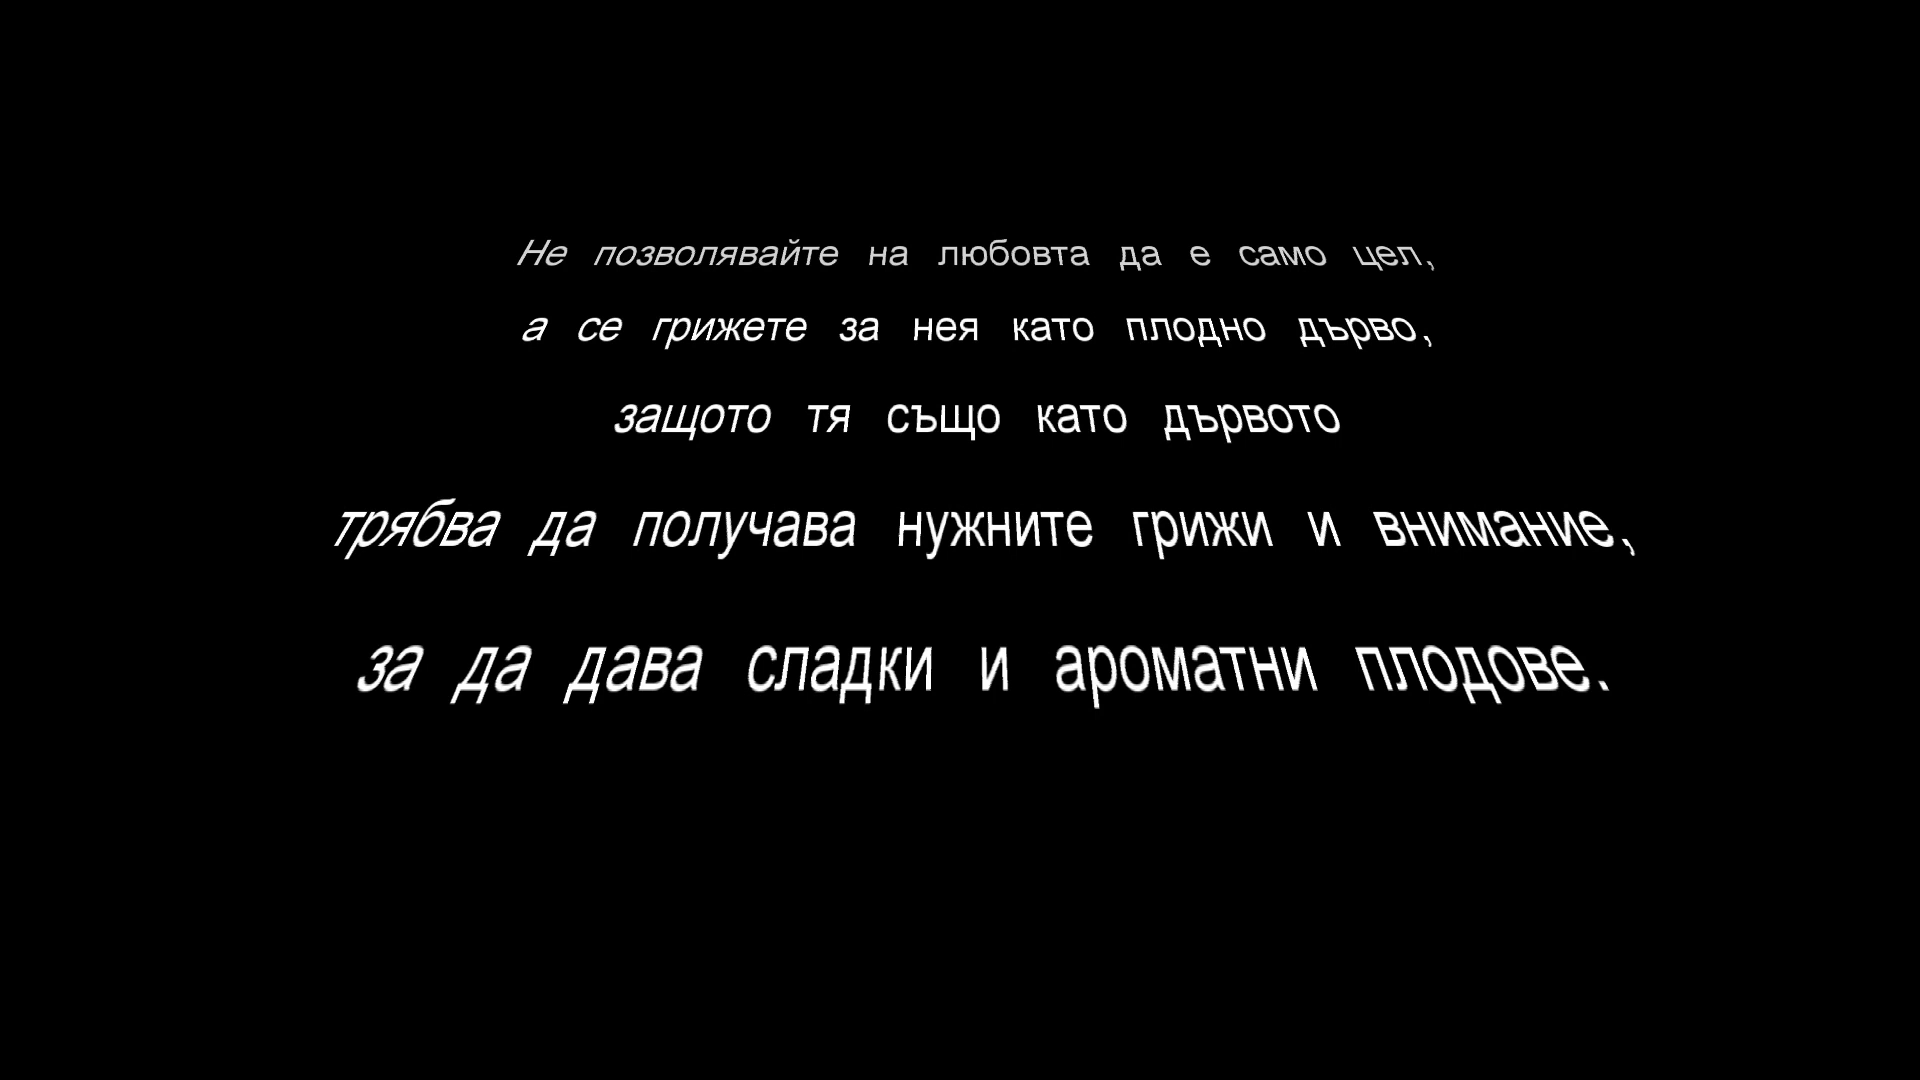 Не позволявайте на любовта да е само цел,
а се грижете за нея като плодно дърво,
защото тя също като дървото
трябва да получава нужните грижи и внимание,
за да дава сладки и ароматни плодове.